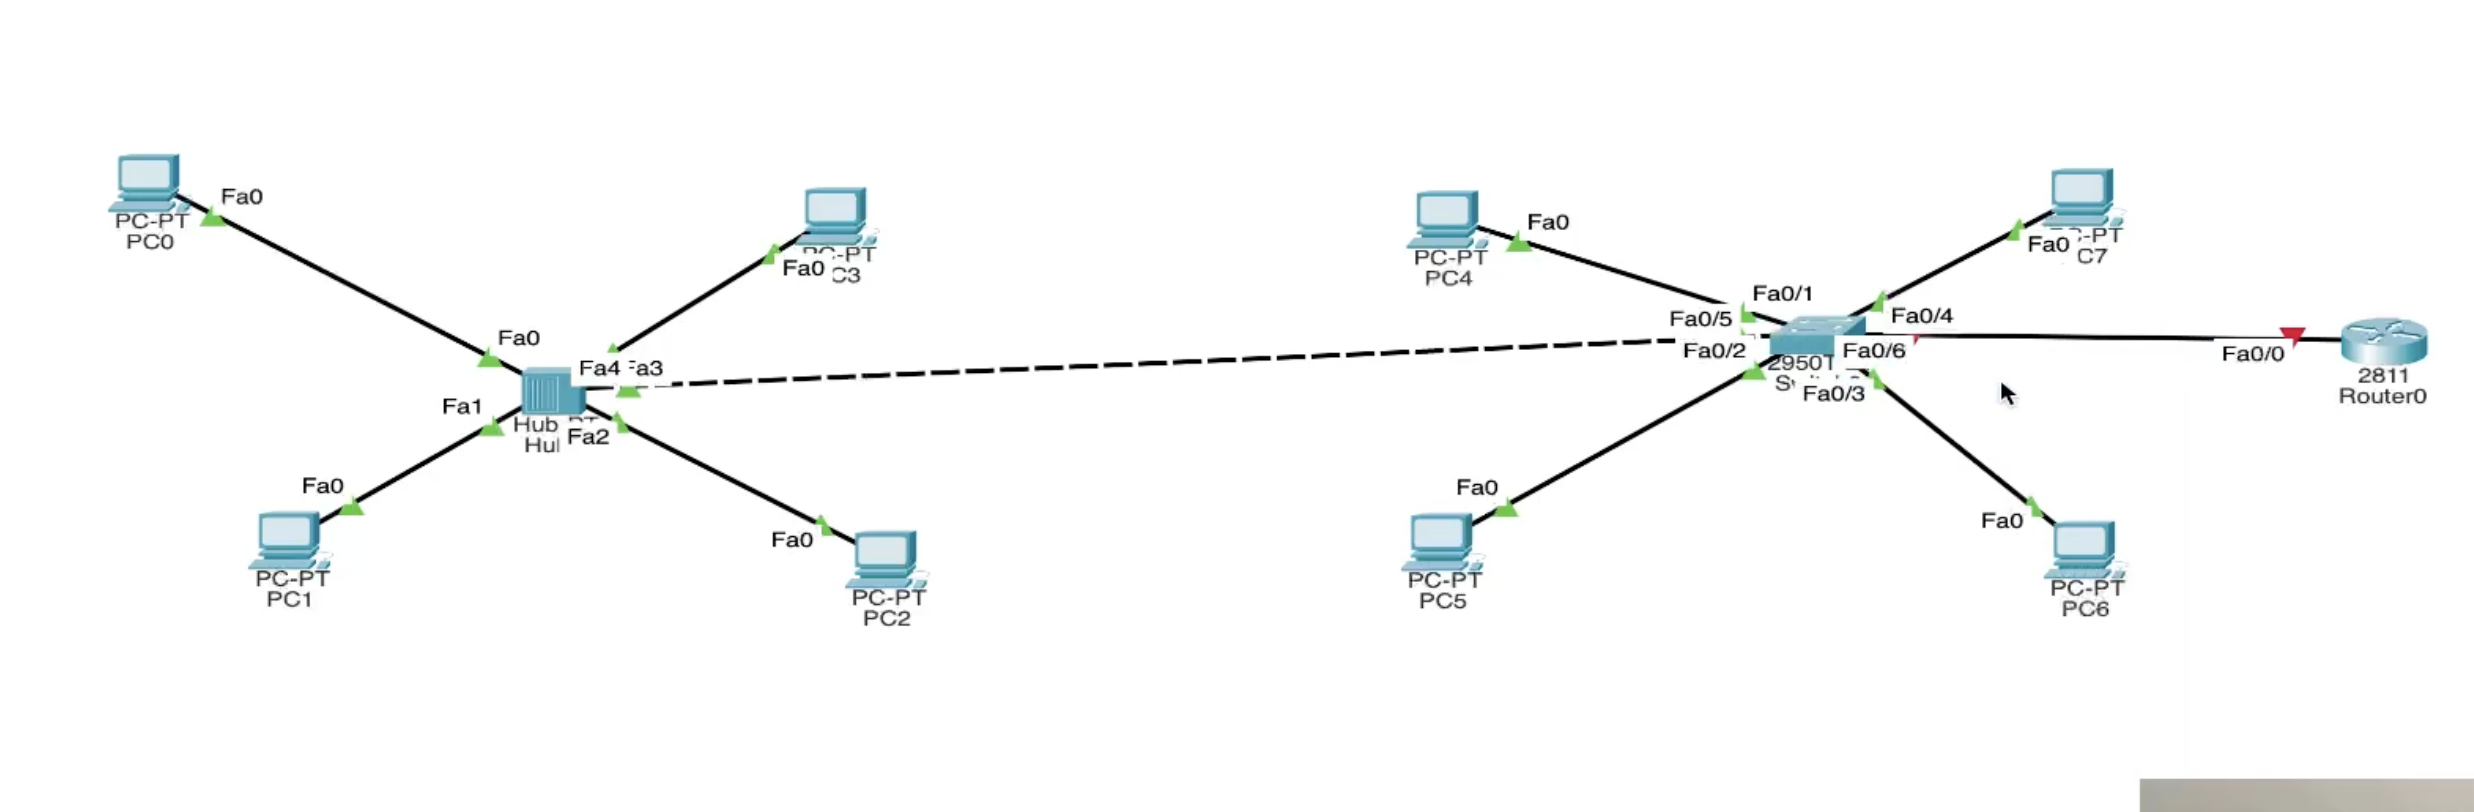 Fa0
PC-PT
PC0
Fa0
Fa1
Fa4
Fa2
Hub
Fa0
PC-PT
PC1
Fa0
Fa0
PC-PT
PC2
Fa0
PC-PT
PC4
Fa0/1
Fa0/5
Fa0/2
Fa0/4
Fa0/6
Fa0/3
Fa0
Fa0/0
2811
Router0
Fa0
PC-PT
PC5
Fa0
PC-PT
PC6